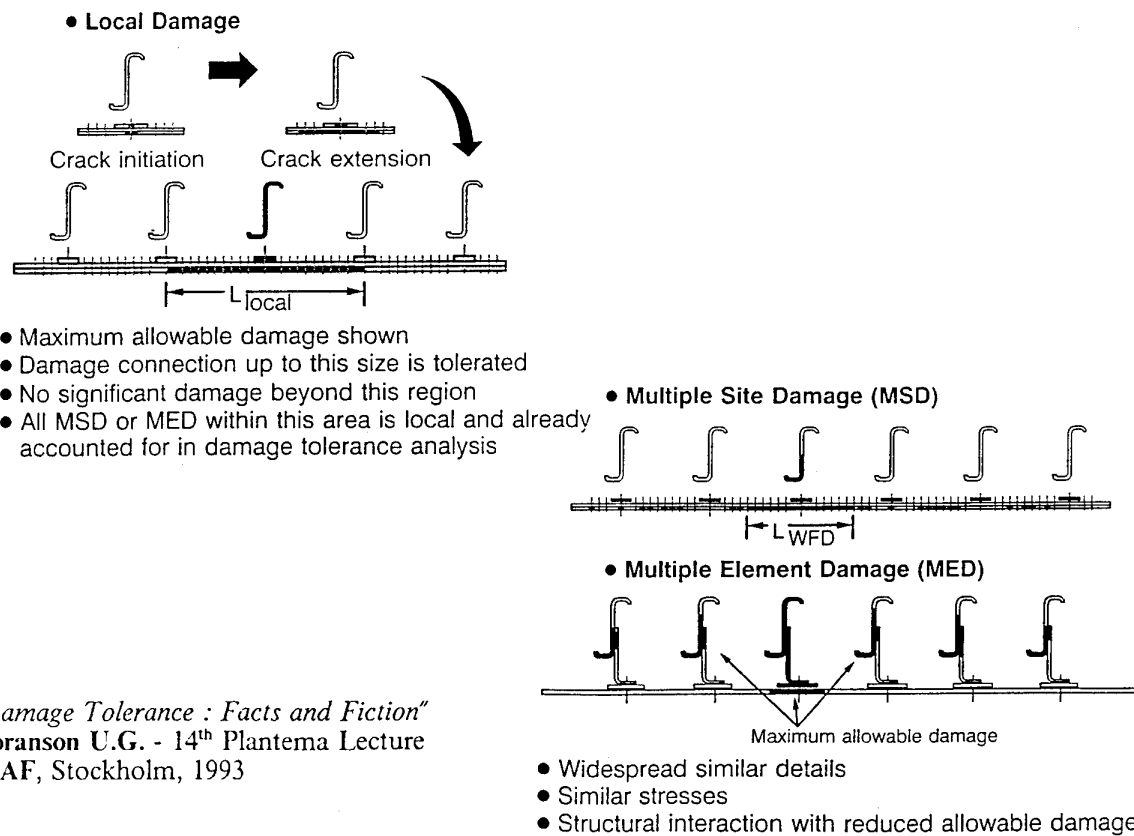 ● Local Damage
Crack initiation
Crack extension
L local
● Maximum allowable damage shown
● Damage connection up to this size is tolerated
● No significant damage beyond this region
● All MSD or MED within this area is local and already
accounted for in damage tolerance analysis
● Multiple Site Damage (MSD)
L WFD
● Multiple Element Damage (MED)
Maximum allowable damage
● Widespread similar details
● Similar stresses
● Structural interaction with reduced allowable damage
amage Tolerance : Facts and Fiction"
oranson U.G. - 14th Plantema Lecture
AF, Stockholm, 1993